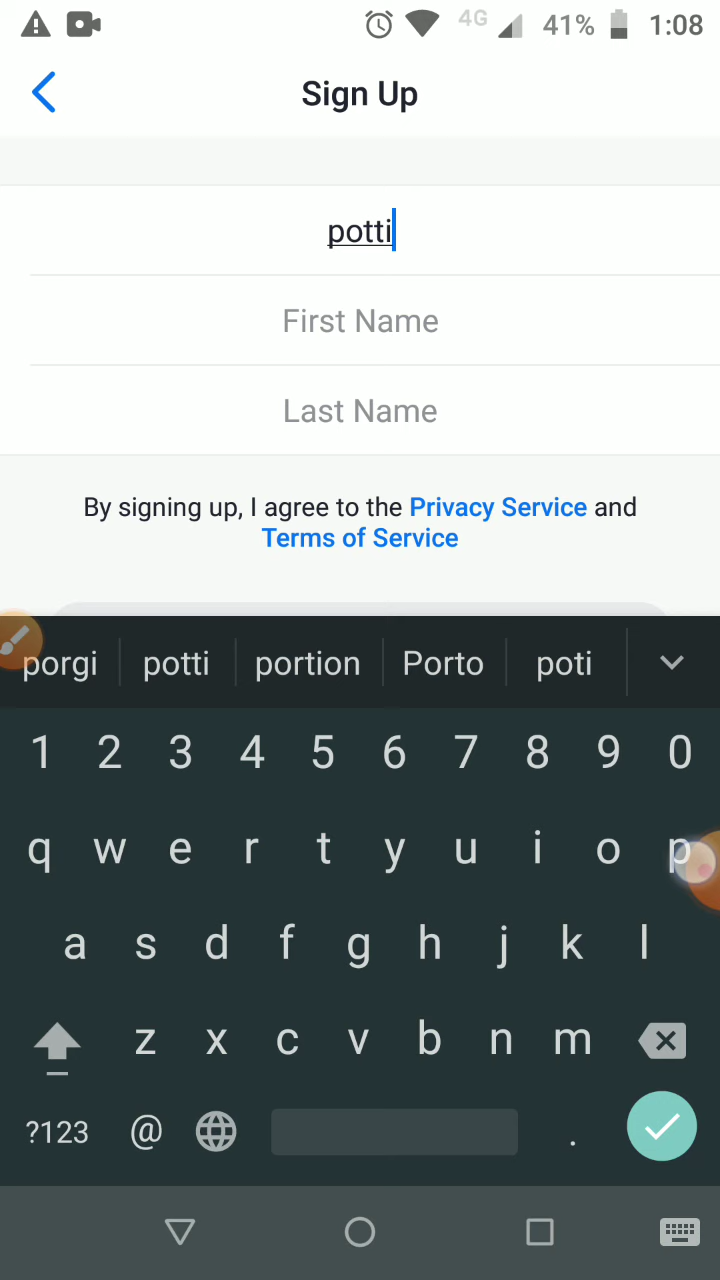 4G 41% 1:08
Sign Up
potti
First Name
Last Name
By signing up, I agree to the Privacy Service and
Terms of Service
porgi potti portion Porto poti
1 2 3 4 5 6 7 8 9 0
q w e r t y u i o p
a s d f g h j k l
z x c v b n m
?123 @ .